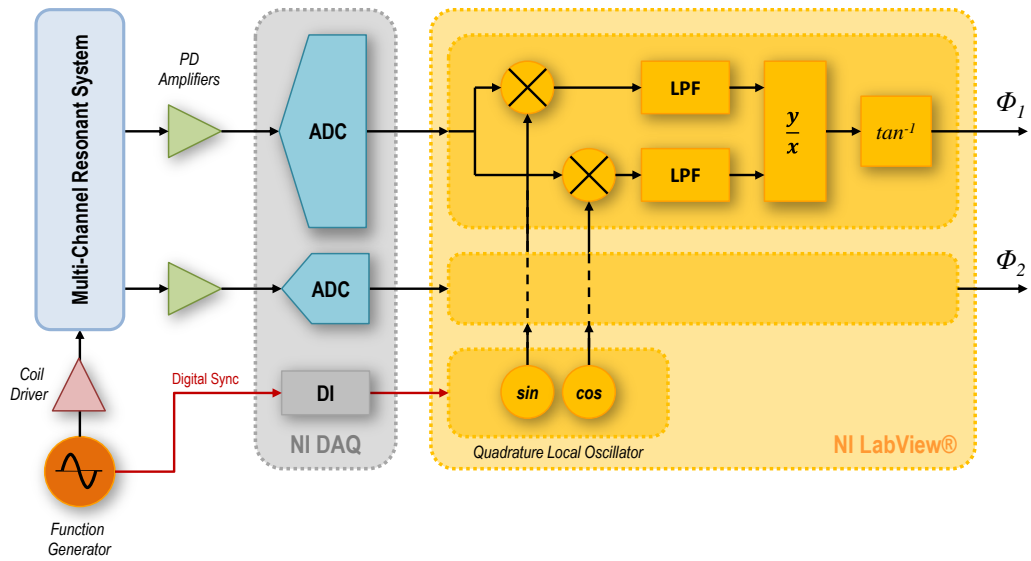 Multi-Channel Resonant System
PD
Amplifiers
ADC
LPF
y
x
tan⁻¹
Φ₁
LPF
ADC
Φ₂
Coil
Driver
Digital Sync
DI
sin
cos
NI DAQ
Quadrature Local Oscillator
NI LabView®
Function
Generator